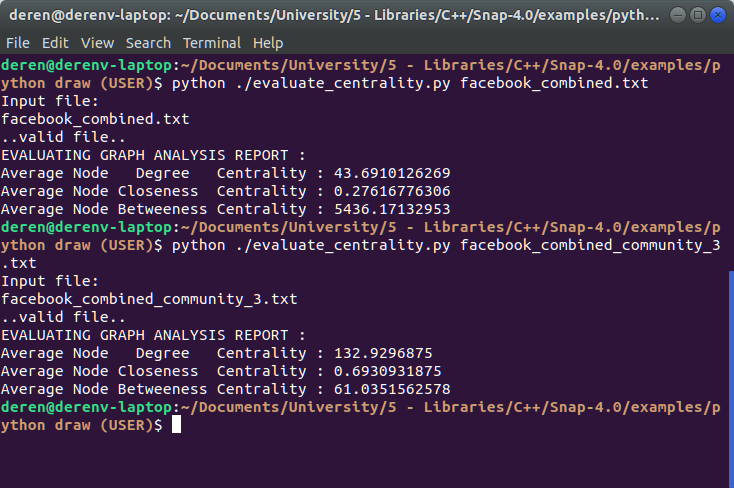 deren@derenv-laptop: ~/Documents/University/5 - Libraries/C++/Snap-4.0/examples/pyth...
File Edit View Search Terminal Help
deren@derenv-laptop:~/Documents/University/5 - Libraries/C++/Snap-4.0/examples/p
ython draw (USER)$ python ./evaluate_centrality.py facebook_combined.txt
Input file:
facebook_combined.txt
..valid file..
EVALUATING GRAPH ANALYSIS REPORT :
Average Node   Degree   Centrality : 43.6910126269
Average Node Closeness  Centrality : 0.27616776306
Average Node Betweeness Centrality : 5436.17132953
deren@derenv-laptop:~/Documents/University/5 - Libraries/C++/Snap-4.0/examples/p
ython draw (USER)$ python ./evaluate_centrality.py facebook_combined_community_3
.txt
Input file:
facebook_combined_community_3.txt
..valid file..
EVALUATING GRAPH ANALYSIS REPORT :
Average Node   Degree   Centrality : 132.9296875
Average Node Closeness  Centrality : 0.6930931875
Average Node Betweeness Centrality : 61.0351562578
deren@derenv-laptop:~/Documents/University/5 - Libraries/C++/Snap-4.0/examples/p
ython draw (USER)$